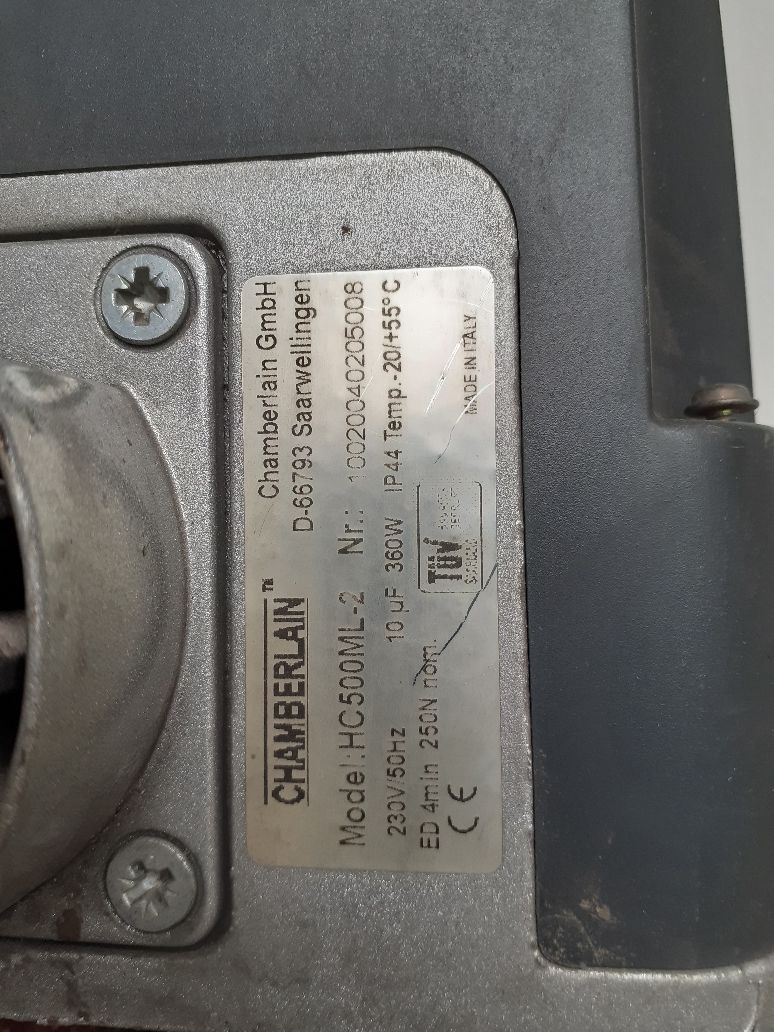 CHAMBERLAIN™
Chamberlain GmbH
D-66793 Saarwellingen
Model:HC500ML-2 Nr.: 10020040205008
230V/50Hz 10 µF 360W IP44 Temp.-20/+55°C
ED 4min 250N nom.
CE
TÜV
MADE IN ITALY